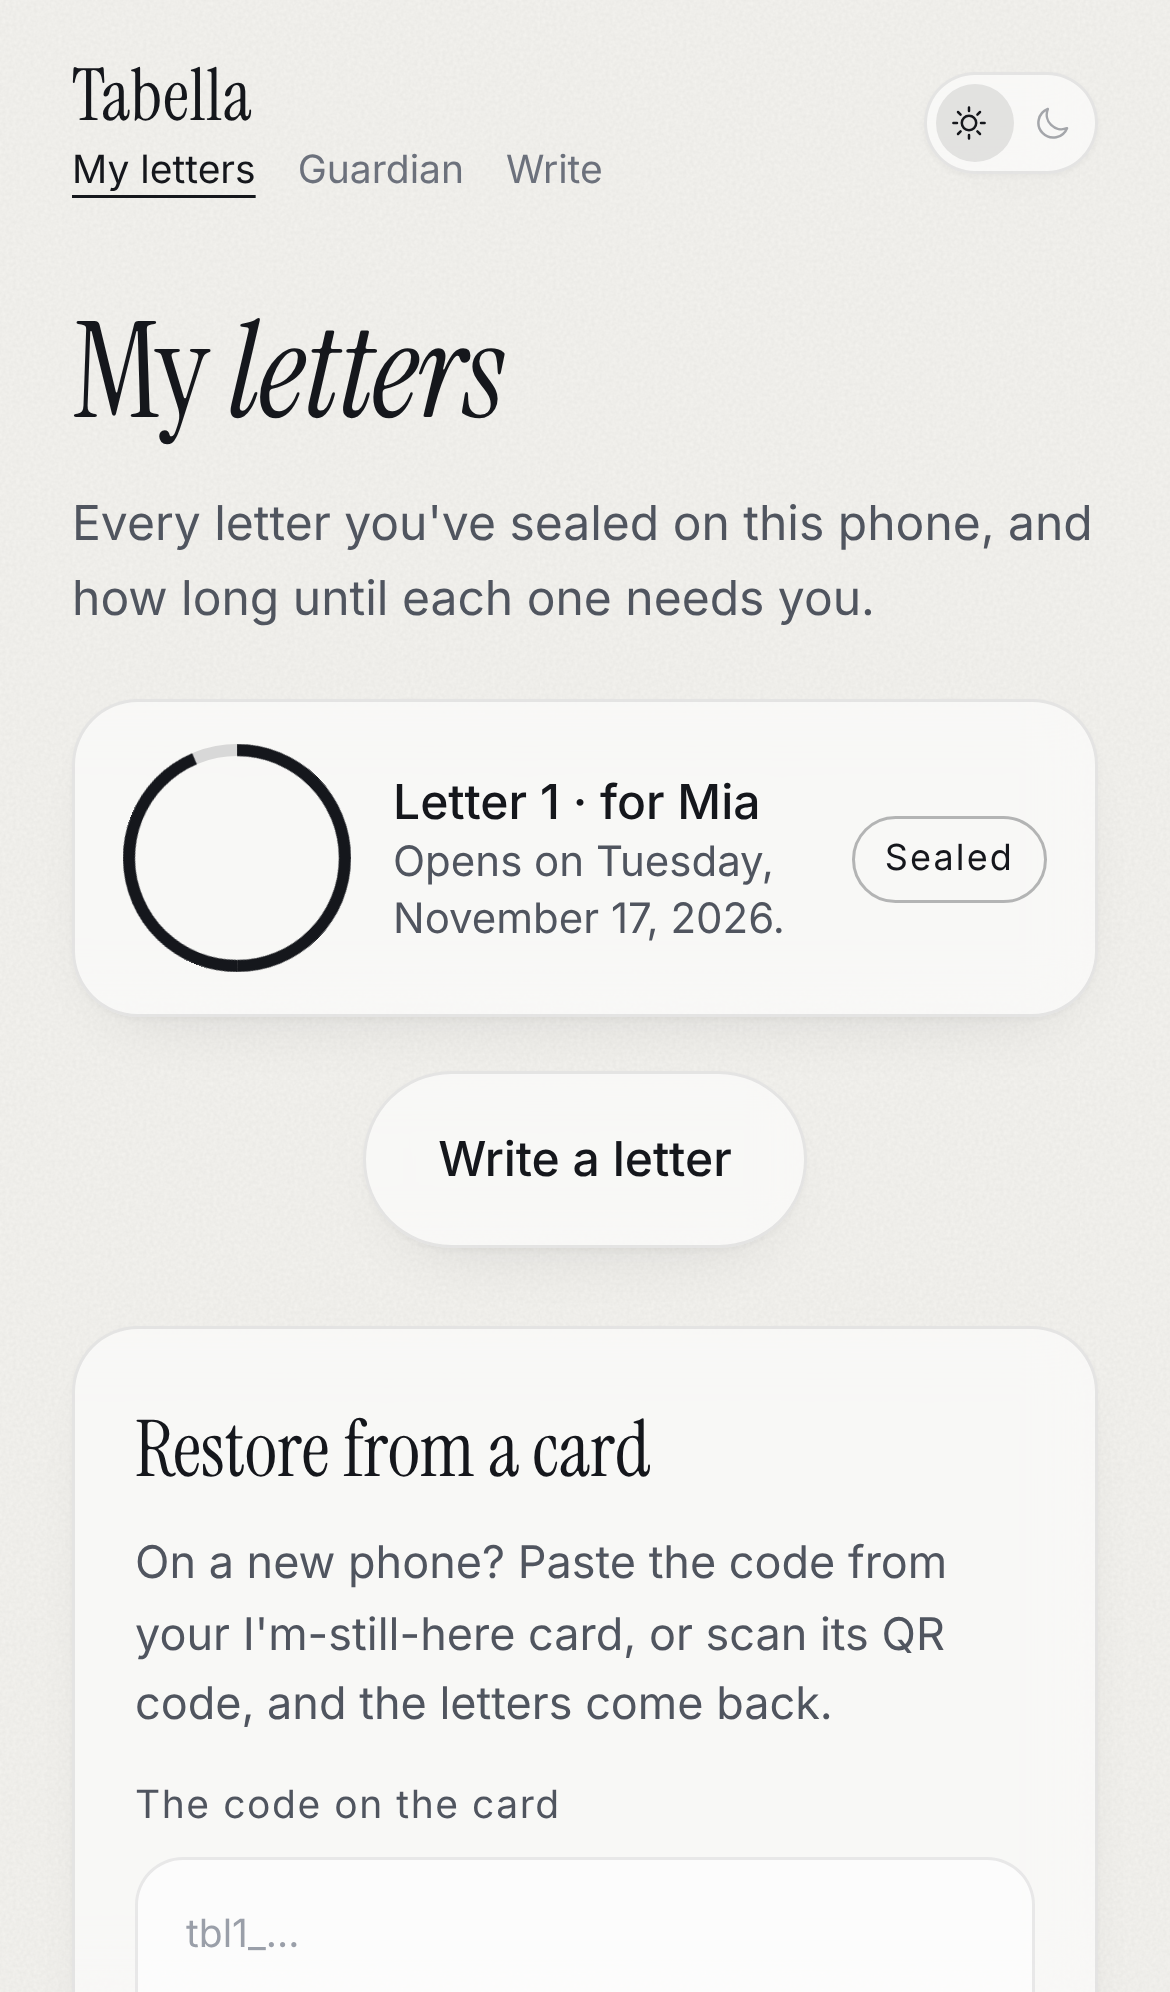 Tabella
My letters Guardian Write
My letters
Every letter you've sealed on this phone, and
how long until each one needs you.
Letter 1 · for Mia
Opens on Tuesday,
November 17, 2026.
Sealed
Write a letter
Restore from a card
On a new phone? Paste the code from
your I'm-still-here card, or scan its QR
code, and the letters come back.
The code on the card
tbl1_...